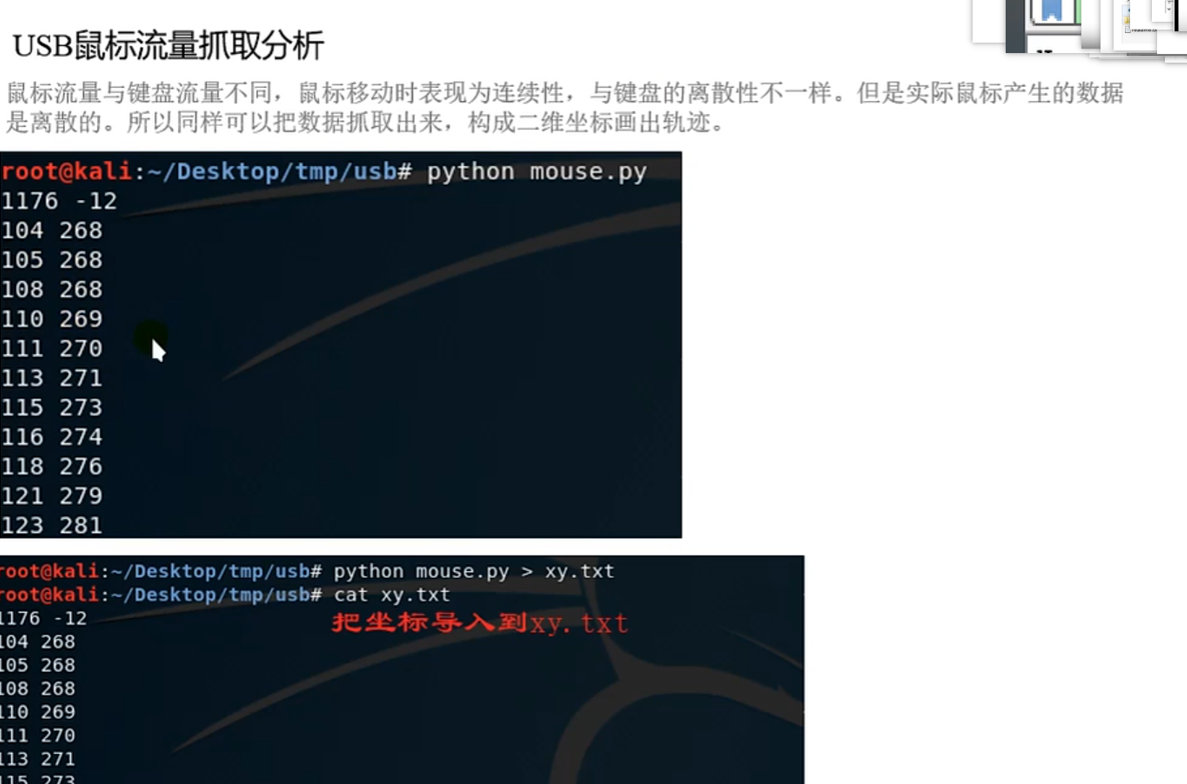 USB鼠标流量抓取分析
鼠标流量与键盘流量不同，鼠标移动时表现为连续性，与键盘的离散性不一样。但是实际鼠标产生的数据
是离散的。所以同样可以把数据抓取出来，构成二维坐标画出轨迹。
root@kali:~/Desktop/tmp/usb# python mouse.py
1176 -12
104 268
105 268
108 268
110 269
111 270
113 271
115 273
116 274
118 276
121 279
123 281
root@kali:~/Desktop/tmp/usb# python mouse.py > xy.txt
root@kali:~/Desktop/tmp/usb# cat xy.txt
1176 -12
把坐标导入到xy.txt
104 268
105 268
108 268
110 269
111 270
113 271
115 273